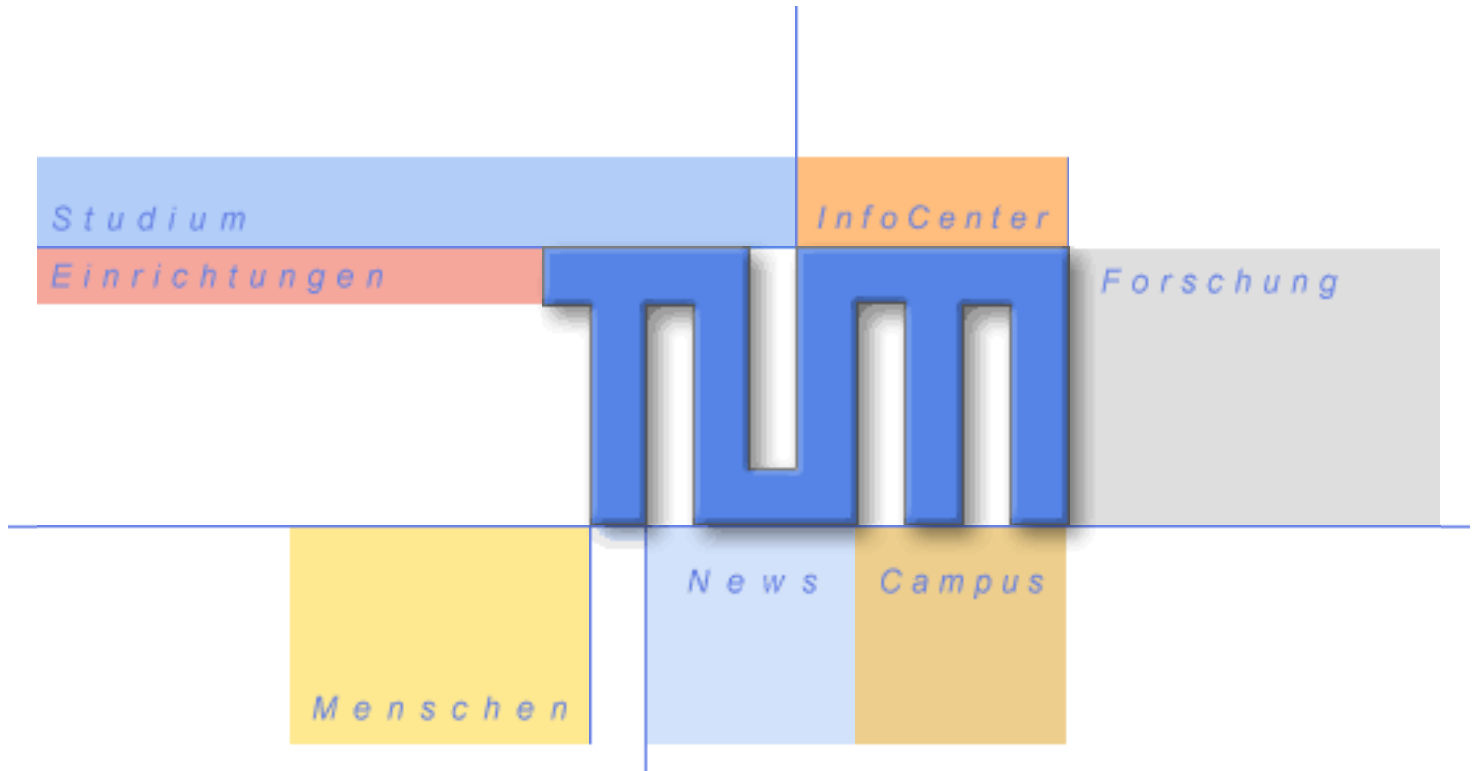 Studium
InfoCenter
Einrichtungen
TUM
Forschung
News
Campus
Menschen